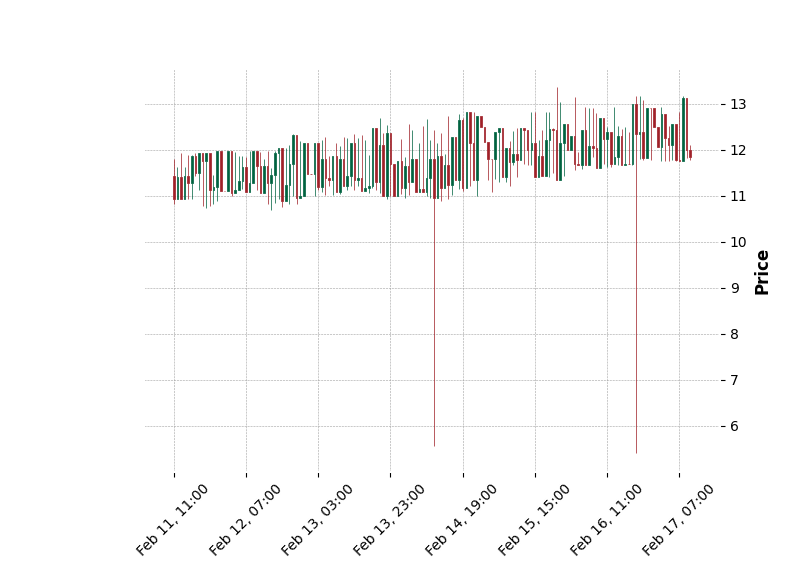 13
12
11
10
9
8
7
6
Price
Feb 11, 11:00
Feb 12, 07:00
Feb 13, 03:00
Feb 13, 23:00
Feb 14, 19:00
Feb 15, 15:00
Feb 16, 11:00
Feb 17, 07:00